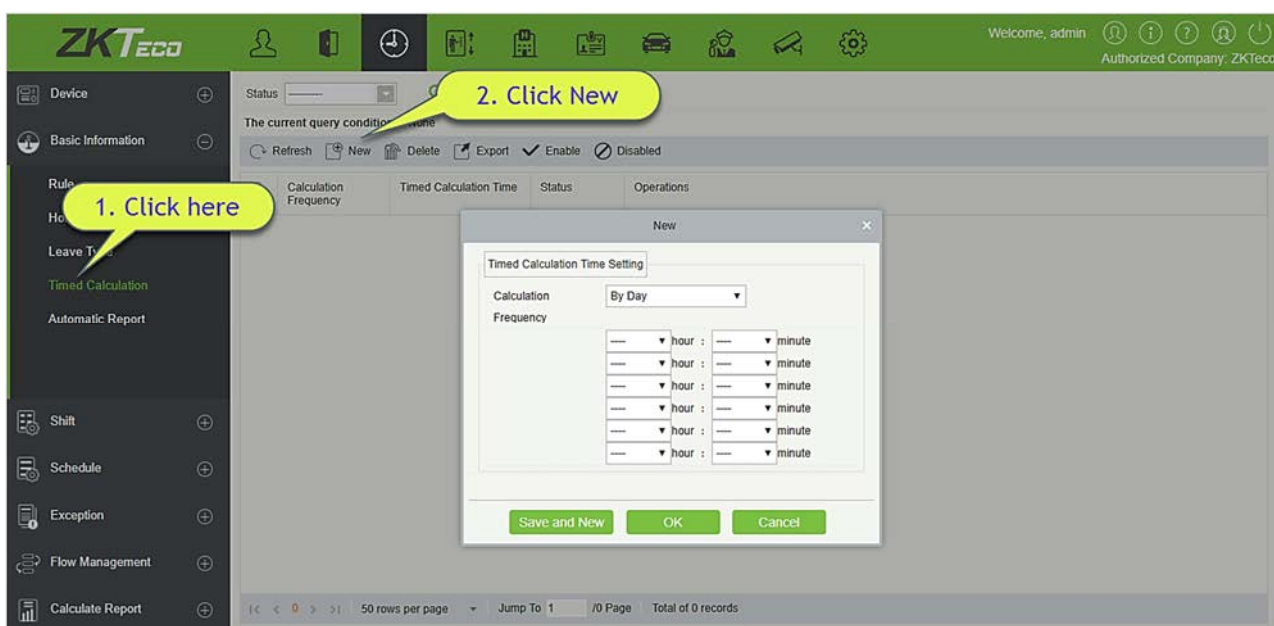 ZKTECO
Welcome, admin
Authorized Company: ZKTeco
Device
Basic Information
Rule
1. Click here
Leave
Timed Calculation
Automatic Report
Shift
Schedule
Exception
Flow Management
Calculate Report
Status ------
2. Click New
The current query None
Refresh New Delete Export Enable Disabled
Calculation Frequency Timed Calculation Time Status Operations
New
Timed Calculation Time Setting
Calculation By Day
Frequency
---- hour : ---- minute
---- hour : ---- minute
---- hour : ---- minute
---- hour : ---- minute
---- hour : ---- minute
---- hour : ---- minute
Save and New OK Cancel
|< < 0 > >| 50 rows per page Jump To 1 /0 Page Total of 0 records